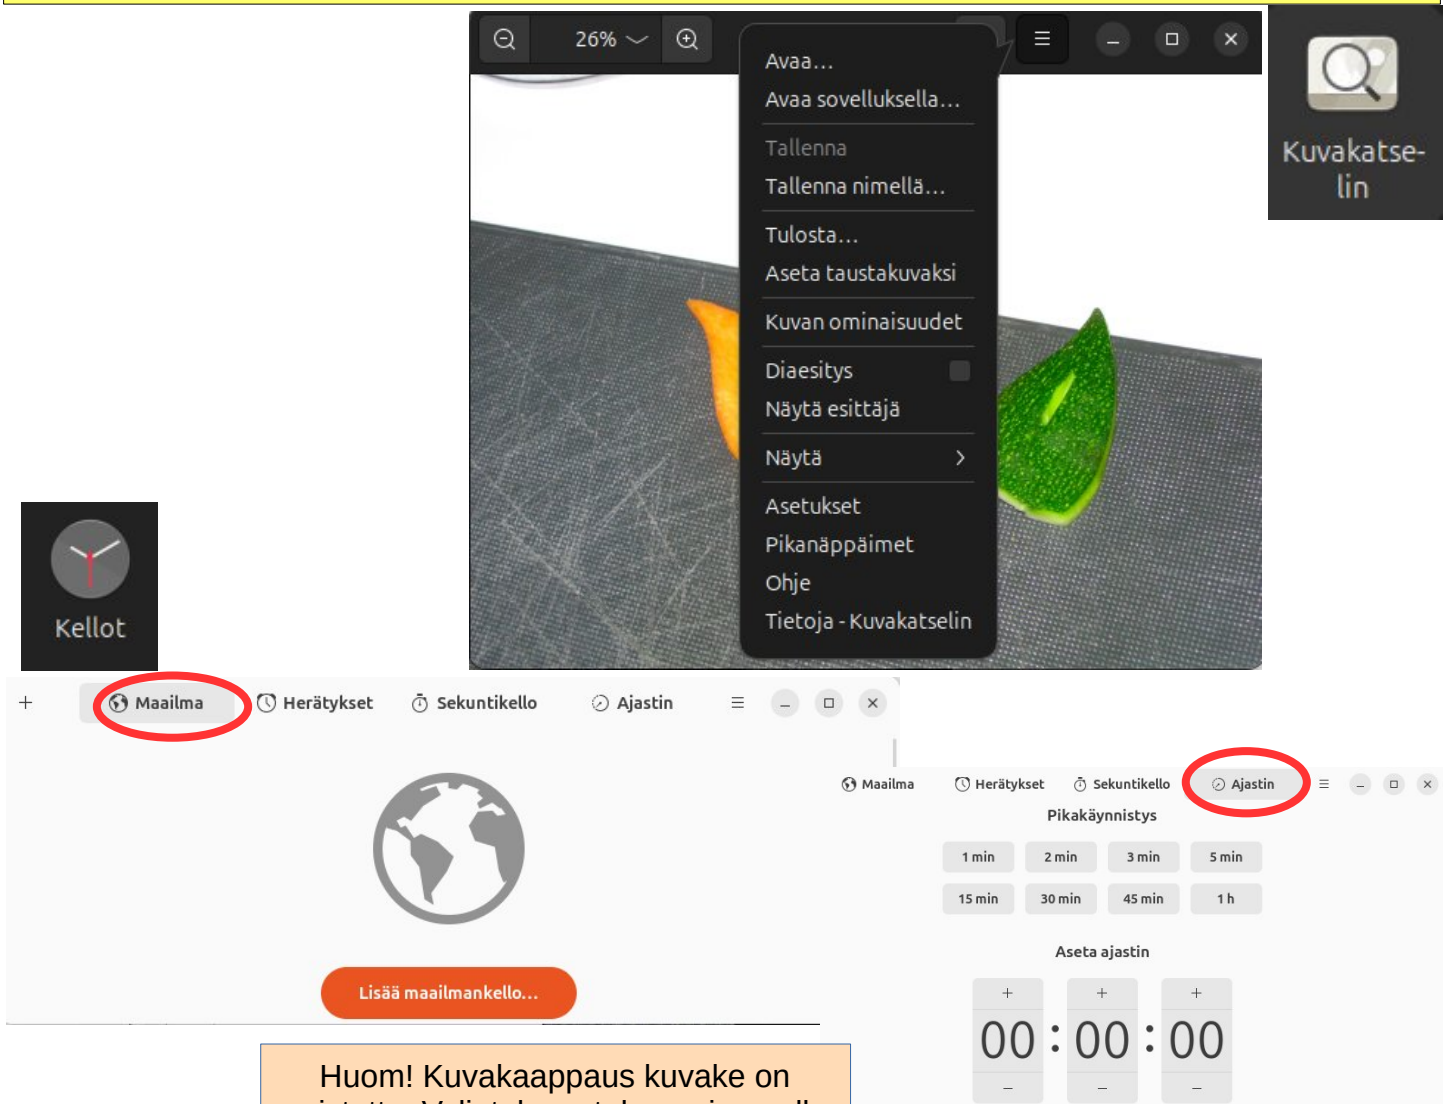 26%
Avaa...
Avaa sovelluksella...
Tallenna
Tallenna nimellä...
Tulosta...
Aseta taustakuvaksi
Kuvan ominaisuudet
Diaesitys
Näytä esittäjä
Näytä
Asetukset
Pikanäppäimet
Ohje
Tietoja - Kuvakatselin
Kuvakatse-
lin
Kellot
Maailma Herätykset Sekuntikello Ajastin
Lisää maailmankello...
Maailma Herätykset Sekuntikello Ajastin
Pikakäynnistys
1 min 2 min 3 min 5 min
15 min 30 min 45 min 1 h
Aseta ajastin
+ + +
00 : 00 : 00
− − −
Huom! Kuvakaappaus kuvake on